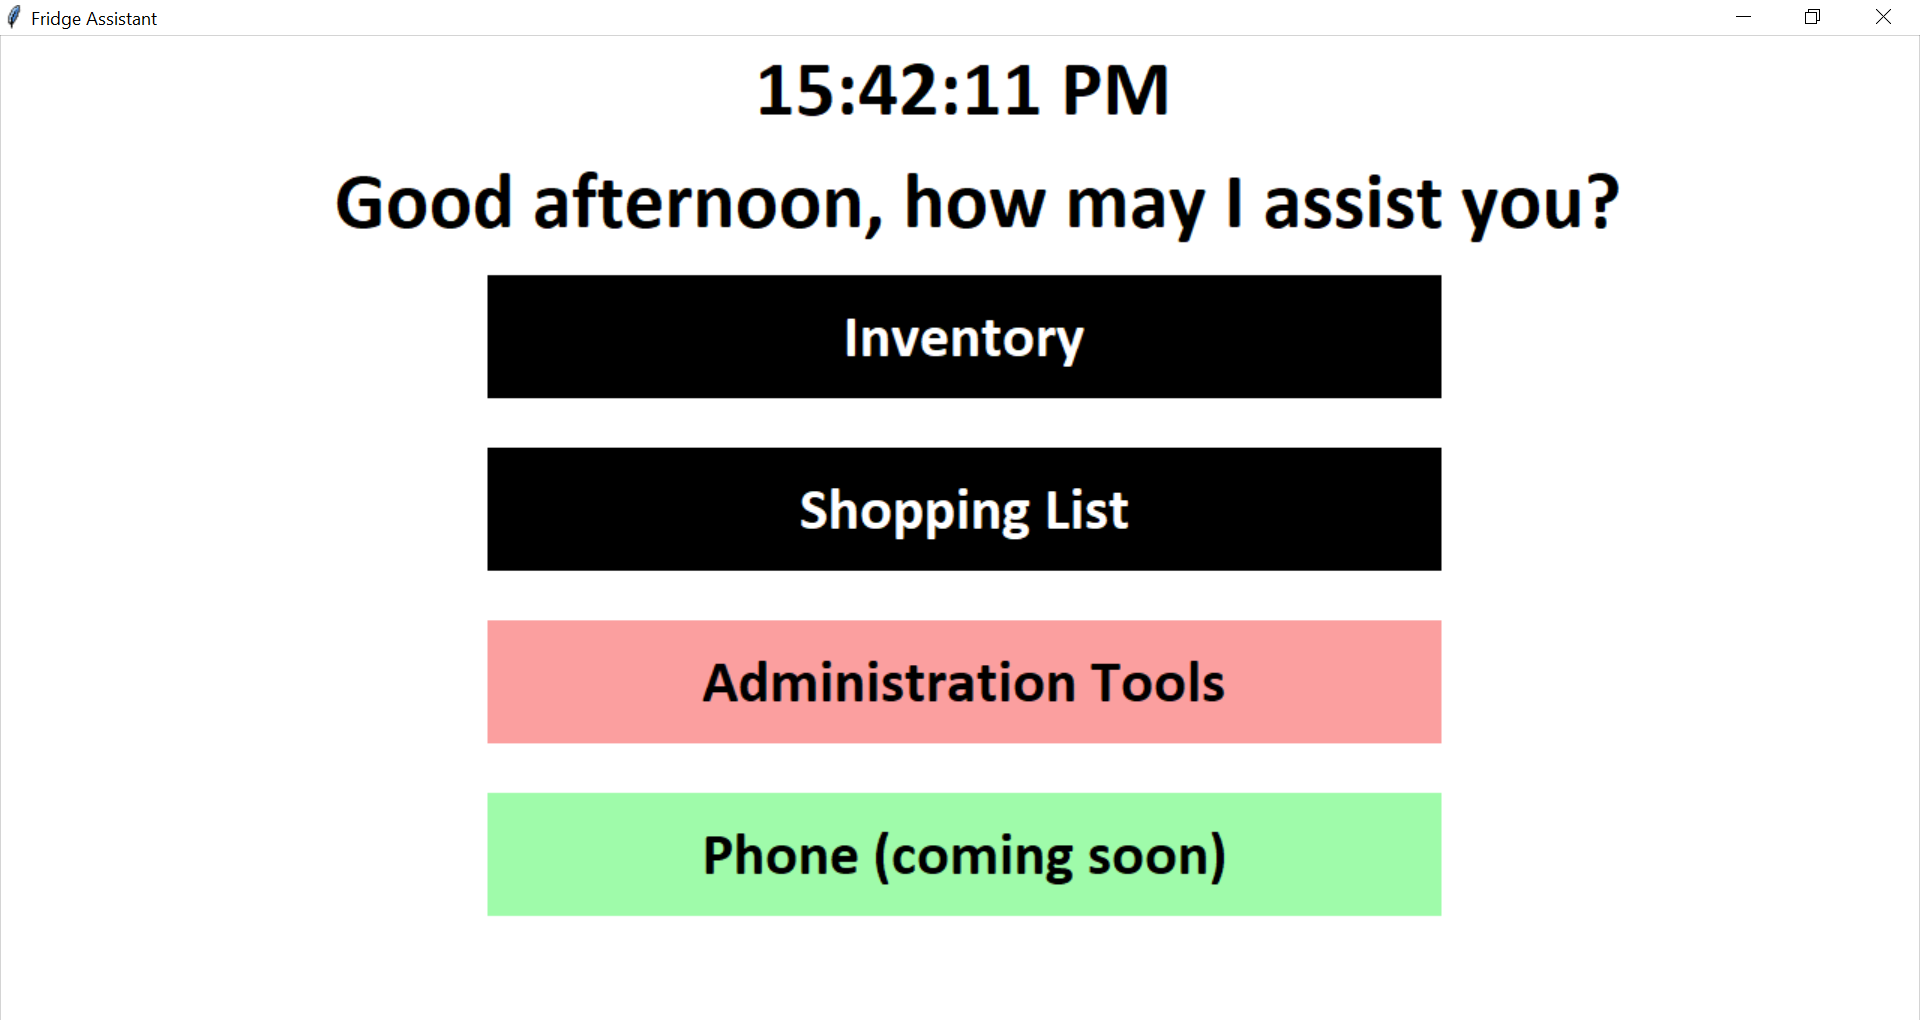 Fridge Assistant
15:42:11 PM
Good afternoon, how may I assist you?
Inventory
Shopping List
Administration Tools
Phone (coming soon)